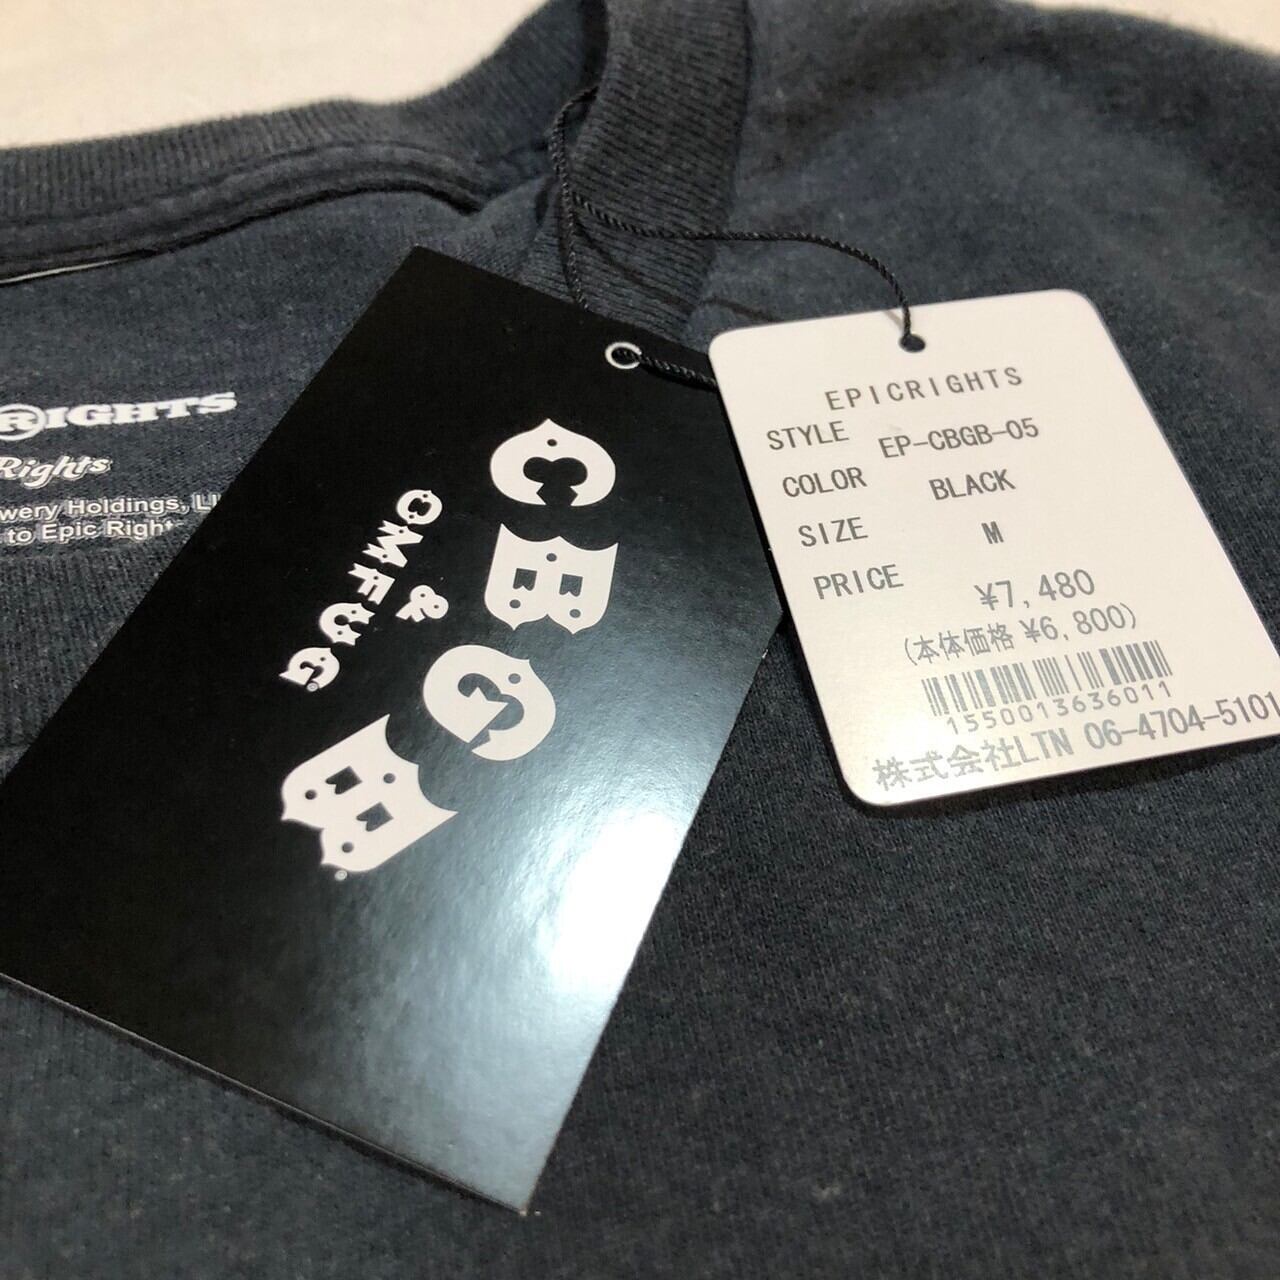 RIGHTS
Rights
wery Holdings, LL
to Epic Right
CBGB
& OMFUG
EPICRIGHTS
STYLE EP-CBGB-05
COLOR BLACK
SIZE M
PRICE ¥7,480
(本体価格 ¥6,800)
1550013636011
株式会社LTN 06-4704-5101